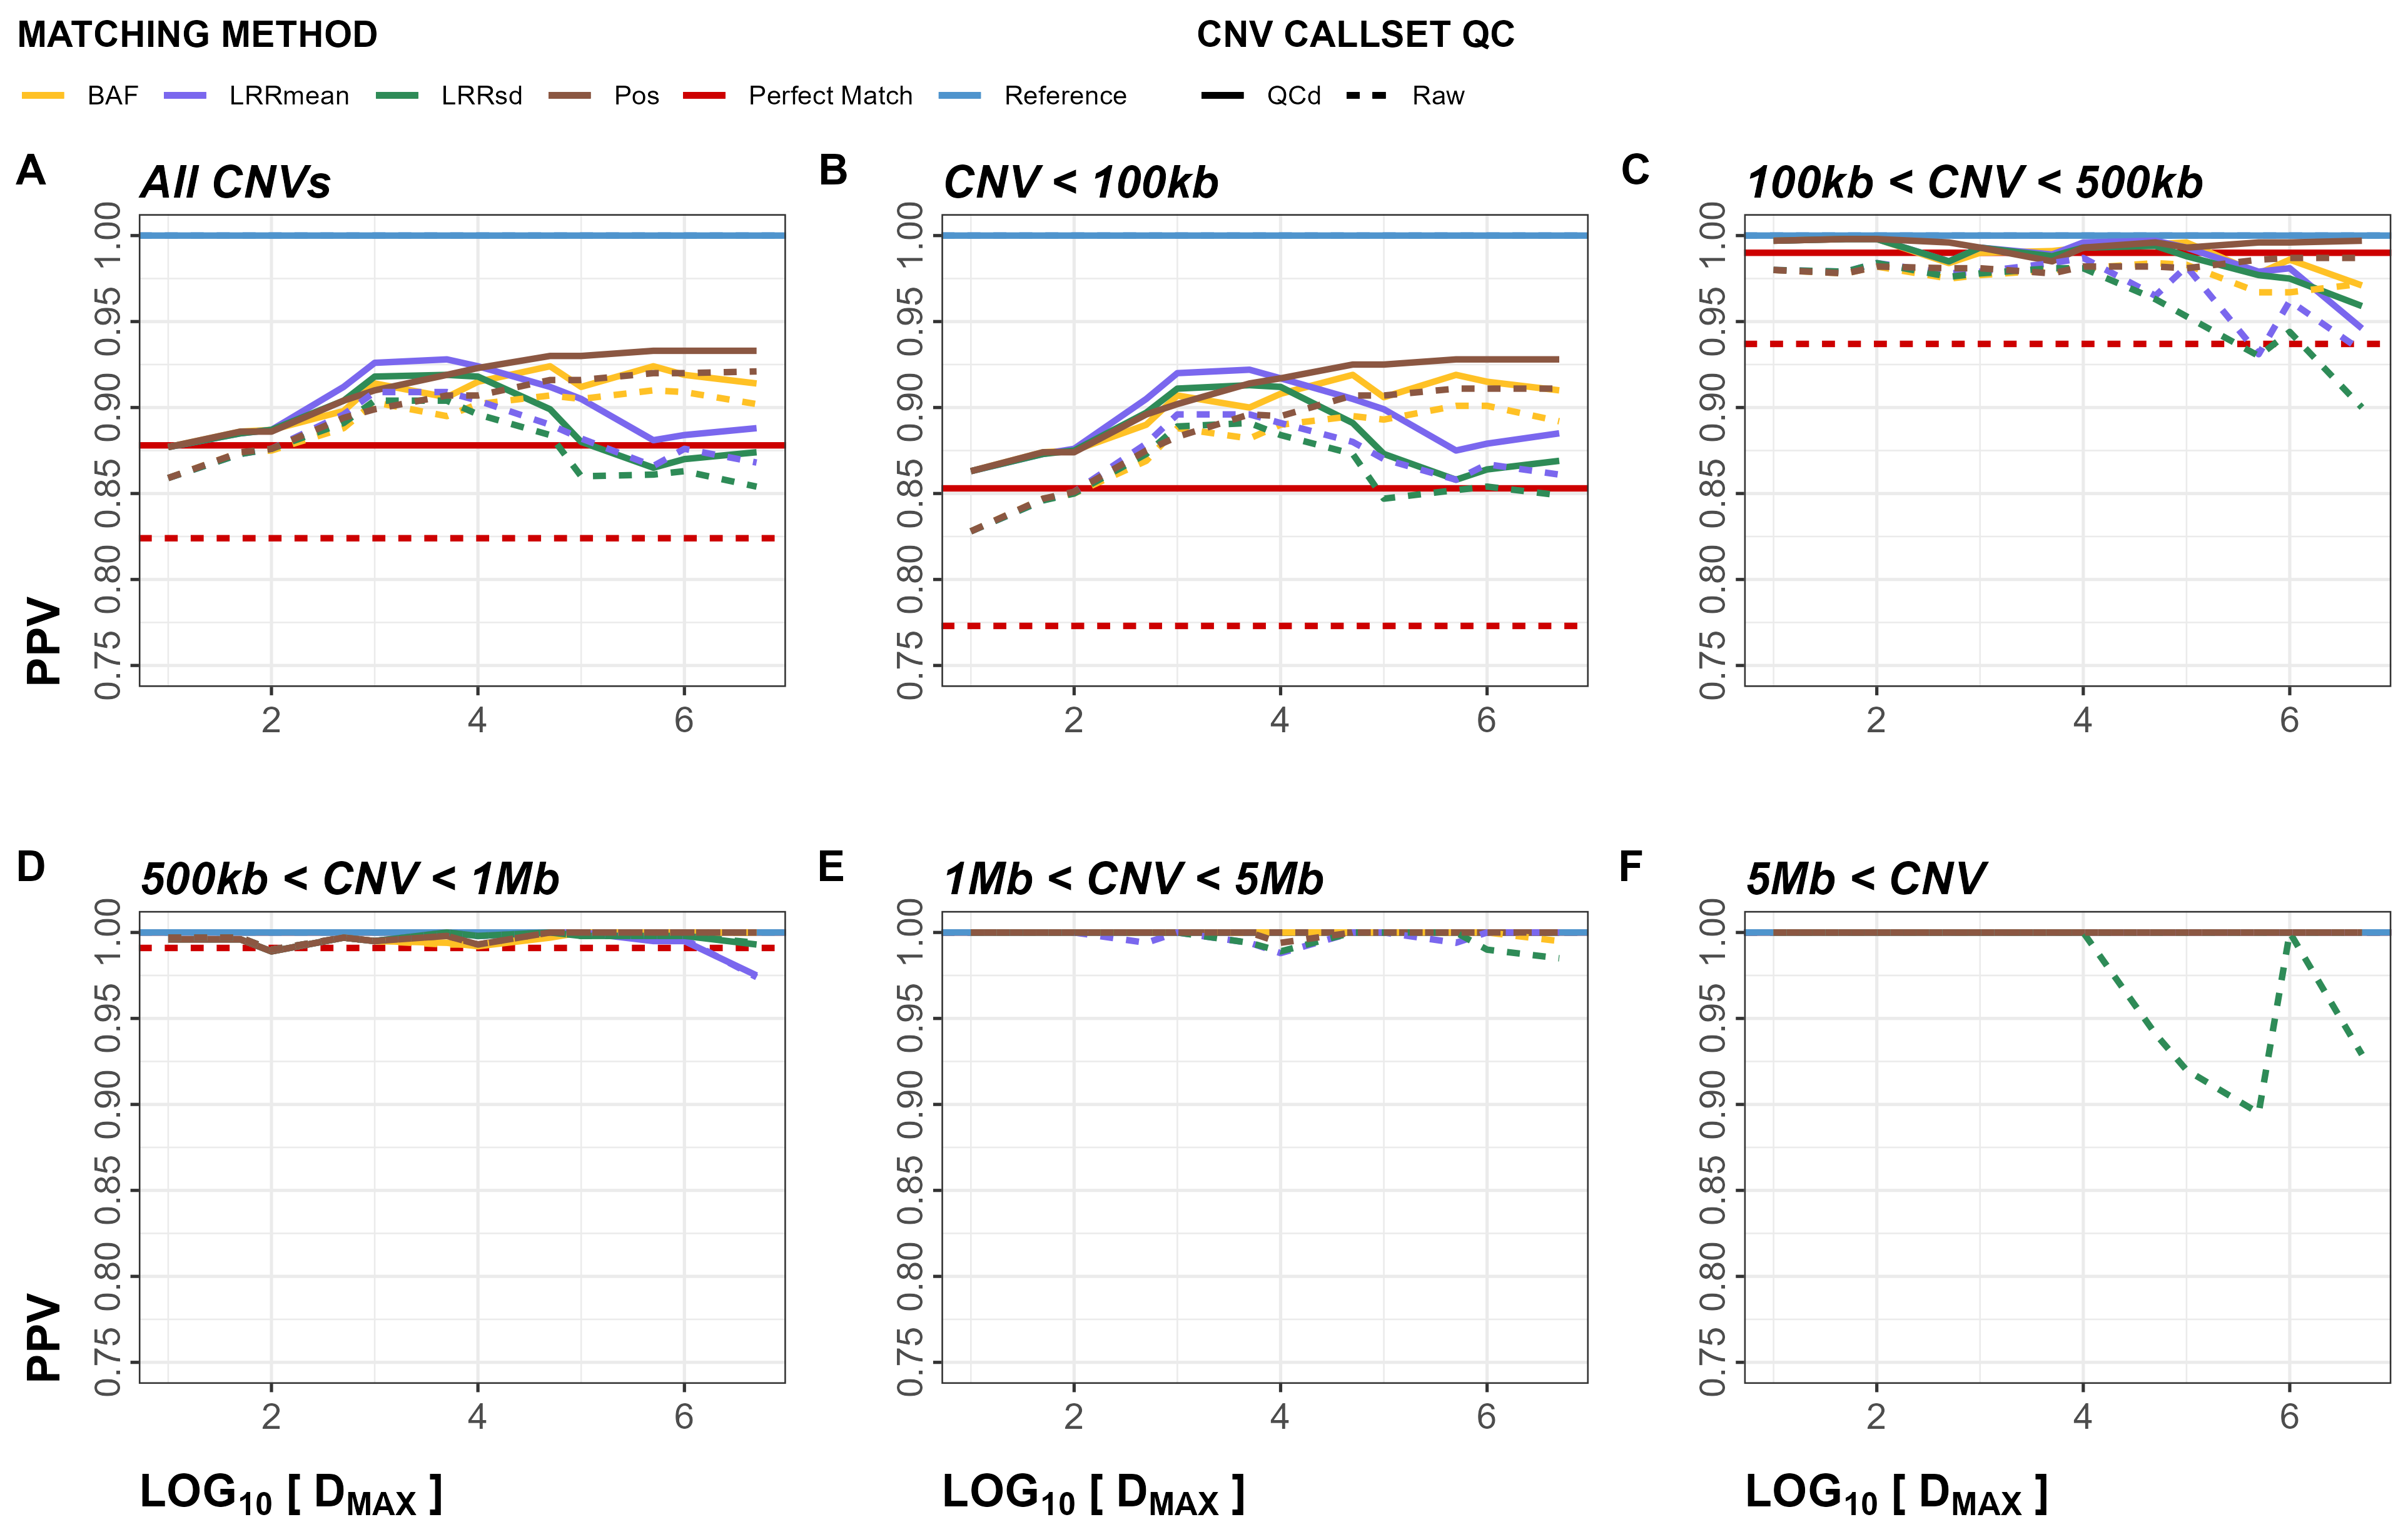 MATCHING METHOD
CNV CALLSET QC
BAF LRRmean LRRsd Pos Perfect Match Reference
QCd Raw
A All CNVs
B CNV < 100kb
C 100kb < CNV < 500kb
PPV
1.00 0.95 0.90 0.85 0.80 0.75
2 4 6
1.00 0.95 0.90 0.85 0.80 0.75
2 4 6
1.00 0.95 0.90 0.85 0.80 0.75
2 4 6
D 500kb < CNV < 1Mb
E 1Mb < CNV < 5Mb
F 5Mb < CNV
PPV
1.00 0.95 0.90 0.85 0.80 0.75
2 4 6
1.00 0.95 0.90 0.85 0.80 0.75
2 4 6
1.00 0.95 0.90 0.85 0.80 0.75
2 4 6
LOG10 [ DMAX ]
LOG10 [ DMAX ]
LOG10 [ DMAX ]